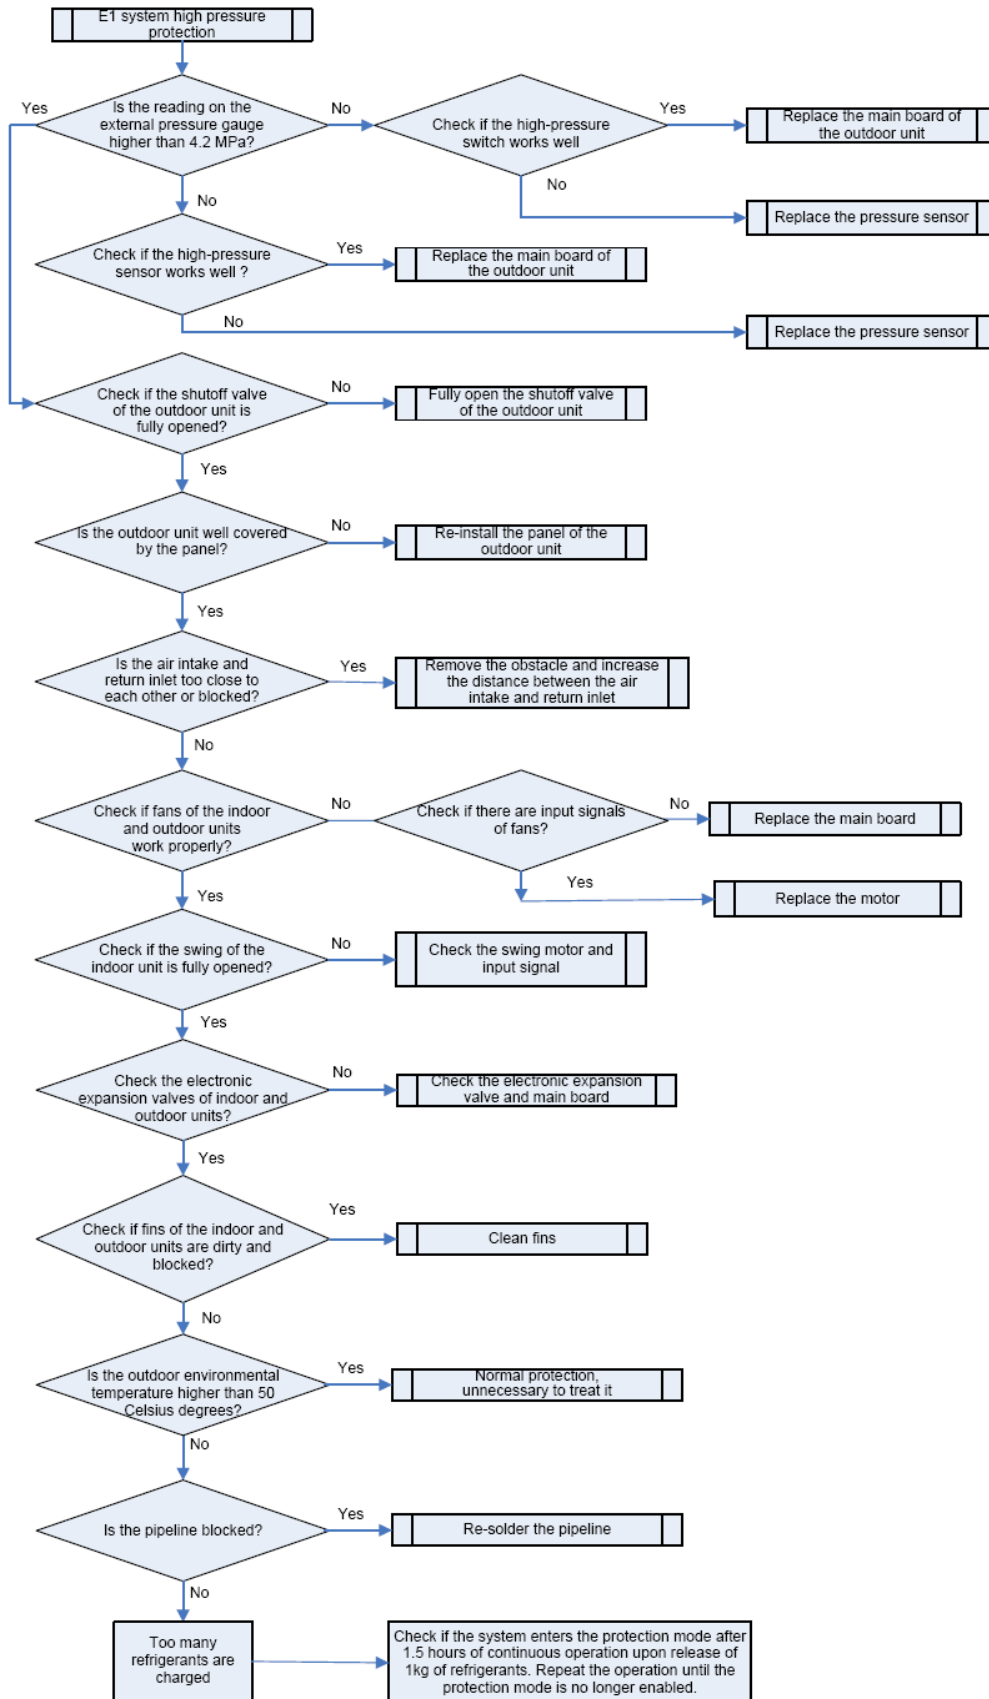 E1 system high pressure
protection
Yes
Is the reading on the
external pressure gauge
higher than 4.2 MPa?
No
Check if the high-pressure
switch works well
Yes
Replace the main board of
the outdoor unit
No
No
Replace the pressure sensor
Check if the high-pressure
sensor works well ?
Yes
Replace the main board of
the outdoor unit
No
Replace the pressure sensor
Check if the shutoff valve
of the outdoor unit is
fully opened?
No
Fully open the shutoff valve
of the outdoor unit
Yes
Is the outdoor unit well covered
by the panel?
No
Re-install the panel of the
outdoor unit
Yes
Is the air intake and
return inlet too close to
each other or blocked?
Yes
Remove the obstacle and increase
the distance between the air
intake and return inlet
No
Check if fans of the indoor
and outdoor units
work properly?
No
Check if there are input signals
of fans?
No
Replace the main board
Yes
Replace the motor
Yes
Check if the swing of the
indoor unit is fully opened?
No
Check the swing motor and
input signal
Yes
Check the electronic
expansion valves of indoor and
outdoor units?
No
Check the electronic expansion
valve and main board
Yes
Check if fins of the indoor and
outdoor units are dirty and
blocked?
Yes
Clean fins
No
Is the outdoor environmental
temperature higher than 50
Celsius degrees?
Yes
Normal protection,
unnecessary to treat it
No
Is the pipeline blocked?
Yes
Re-solder the pipeline
No
Too many
refrigerants are
charged
Check if the system enters the protection mode after
1.5 hours of continuous operation upon release of
1kg of refrigerants. Repeat the operation until the
protection mode is no longer enabled.